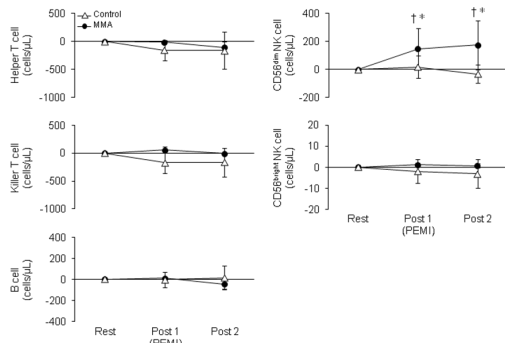 Control
MMA
Helper T cell
(cells/μL)
500
0
-500
-1000
Killer T cell
(cells/μL)
500
0
-500
-1000
B cell
(cells/μL)
400
200
0
-200
-400
Rest
Post 1
(PEMI)
Post 2
CD56dim NK cell
(cells/μL)
400
200
0
-200
† *
† *
CD56bright NK cell
(cells/μL)
20
10
0
-10
-20
Rest
Post 1
(PEMI)
Post 2